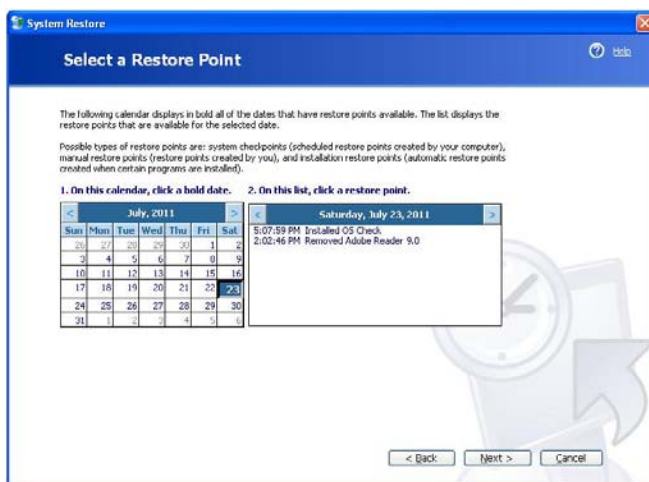 System Restore
Select a Restore Point
Help
The following calendar displays in bold all of the dates that have restore points available. The list displays the
restore points that are available for the selected date.
Possible types of restore points are: system checkpoints (scheduled restore points created by your computer),
manual restore points (restore points created by you), and installation restore points (automatic restore points
created when certain programs are installed).
1. On this calendar, click a bold date. 2. On this list, click a restore point.
< July, 2011 > < Saturday, July 23, 2011 >
Sun Mon Tue Wed Thu Fri Sat 5:07:59 PM Installed OS Check
26 27 28 29 30 1 2 2:02:46 PM Removed Adobe Reader 9.0
3 4 5 6 7 8 9
10 11 12 13 14 15 16
17 18 19 20 21 22 23
24 25 26 27 28 29 30
31 1 2 3 4 5 6
< Back Next > Cancel